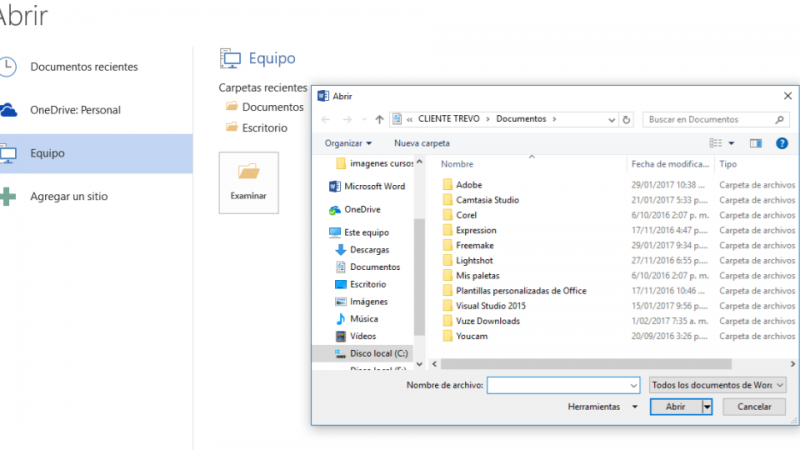 Abrir
Documentos recientes
OneDrive: Personal
Equipo
Agregar un sitio
Equipo
Carpetas recientes
Documentos
Escritorio
Examinar
Abrir
« CLIENTE TREVO > Documentos >
Buscar en Documentos
Organizar
Nueva carpeta
imagenes cursos
Microsoft Word
OneDrive
Este equipo
Descargas
Documentos
Escritorio
Imágenes
Música
Vídeos
Disco local (C:)
Disco local (E:)
Nombre Fecha de modifica... Tipo
Adobe 29/01/2017 10:38 ... Carpeta de archivos
Camtasia Studio 21/01/2017 5:33 p.... Carpeta de archivos
Corel 6/10/2016 2:07 p. m. Carpeta de archivos
Expression 17/11/2016 4:47 p.... Carpeta de archivos
Freemake 29/01/2017 9:34 p.... Carpeta de archivos
Lightshot 27/11/2016 6:55 p.... Carpeta de archivos
Mis paletas 6/10/2016 2:07 p. m. Carpeta de archivos
Plantillas personalizadas de Office 17/11/2016 10:46 ... Carpeta de archivos
Visual Studio 2015 15/01/2017 9:56 p.... Carpeta de archivos
Vuze Downloads 1/02/2017 7:35 a. m. Carpeta de archivos
Youcam 20/09/2016 3:26 p.... Carpeta de archivos
Nombre de archivo:
Todos los documentos de Word
Herramientas
Abrir
Cancelar